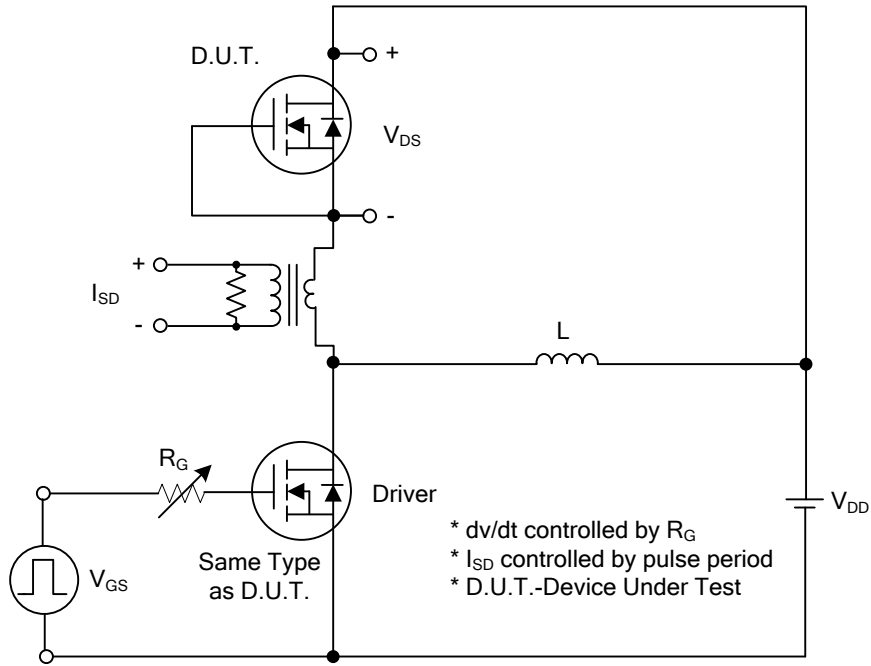 D.U.T.
+
VDS
-
+
ISD
-
L
RG
Driver
VDD
* dv/dt controlled by RG
* ISD controlled by pulse period
* D.U.T.-Device Under Test
Same Type
as D.U.T.
VGS